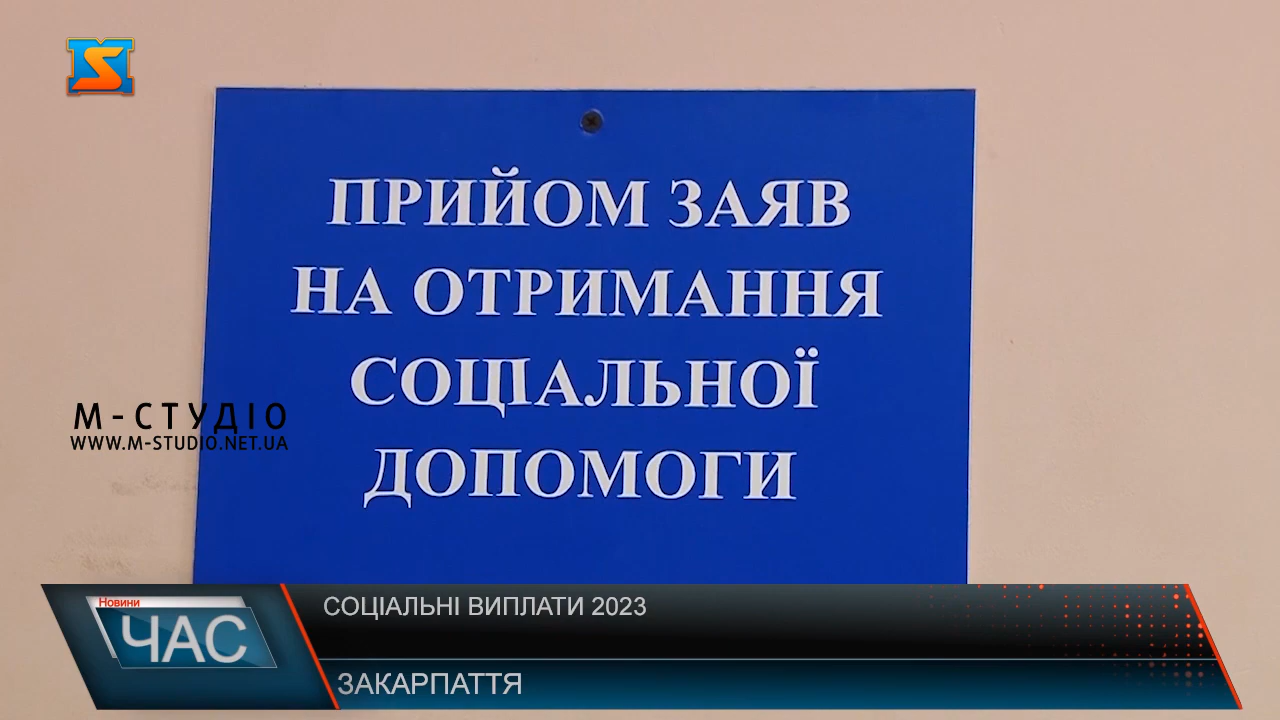 ПРИЙОМ ЗАЯВ
НА ОТРИМАННЯ
СОЦІАЛЬНОЇ
ДОПОМОГИ
М-СТУДІО
WWW.M-STUDIO.NET.UA
Новини
ЧАС
СОЦІАЛЬНІ ВИПЛАТИ 2023
ЗАКАРПАТТЯ